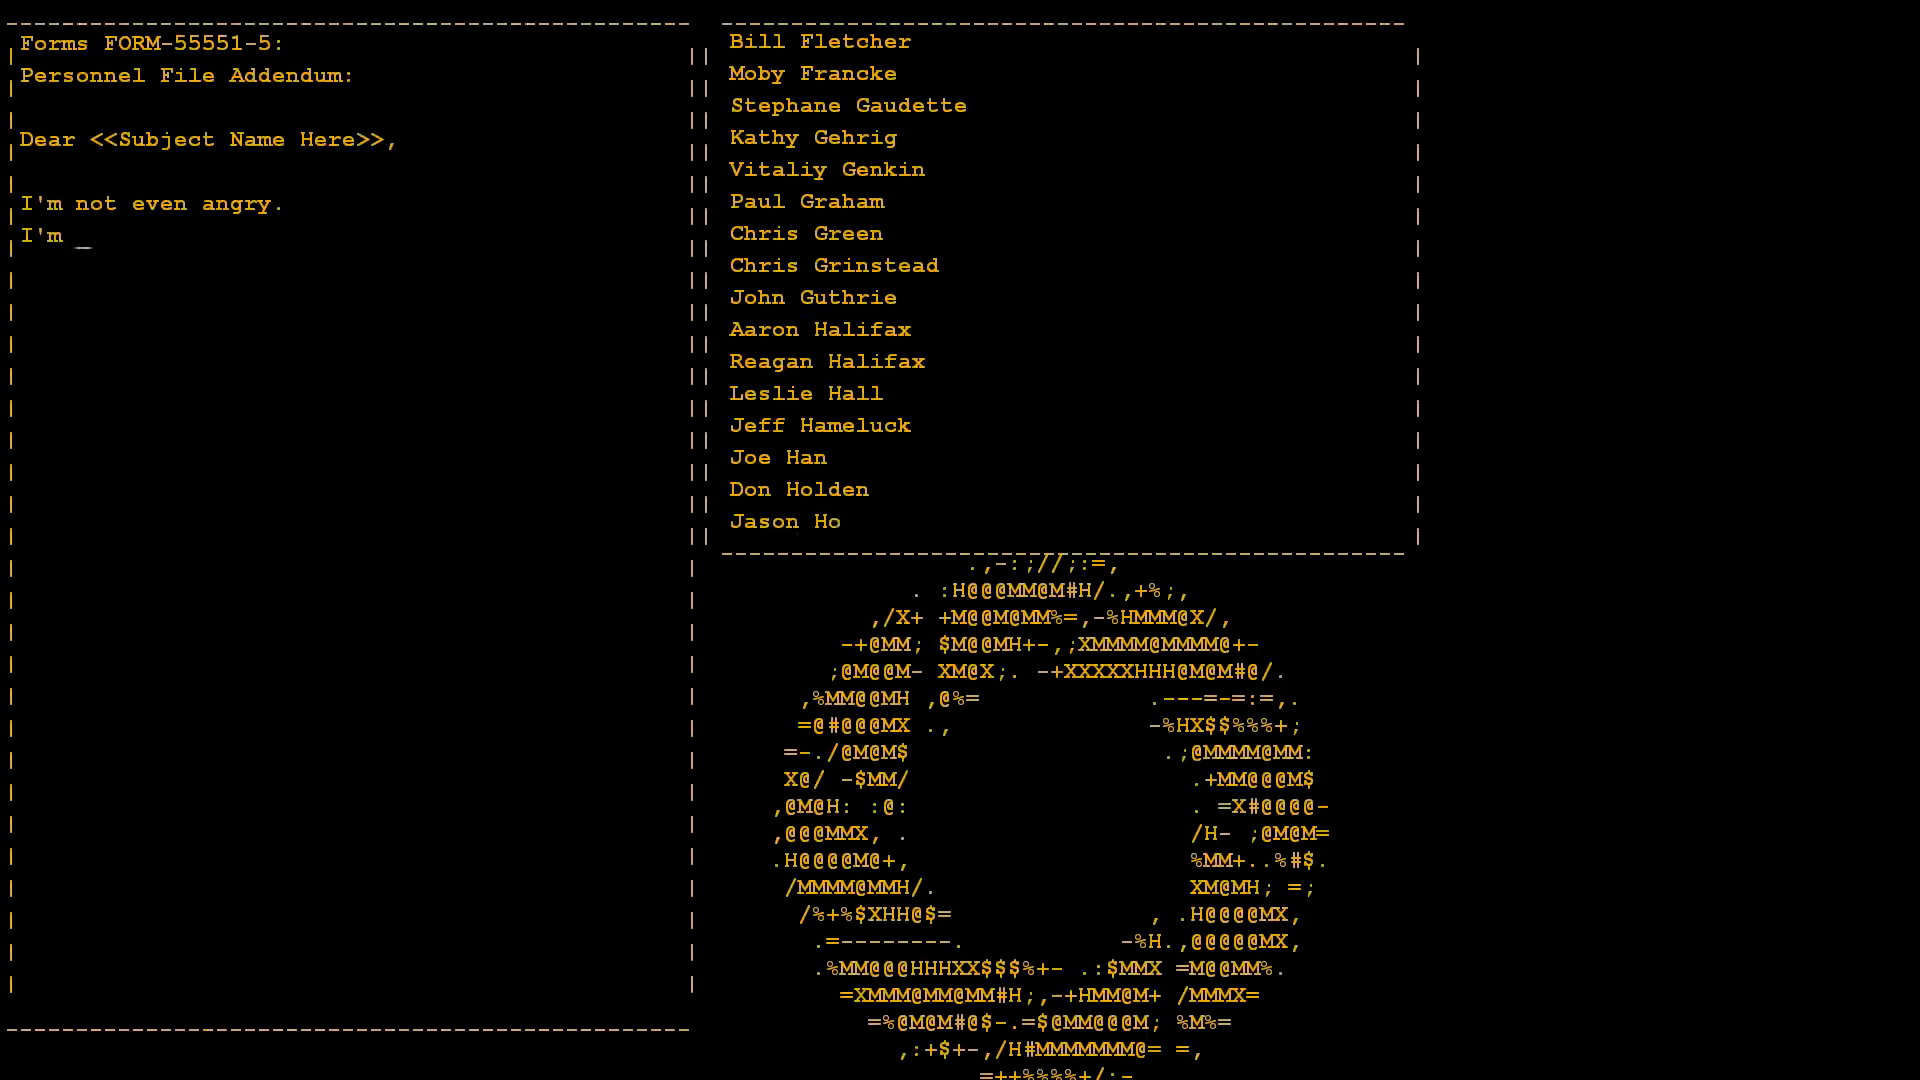 Forms FORM-55551-5:
Personnel File Addendum:
Dear <<Subject Name Here>>,
I'm not even angry.
I'm _
Bill Fletcher
Moby Francke
Stephane Gaudette
Kathy Gehrig
Vitaliy Genkin
Paul Graham
Chris Green
Chris Grinstead
John Guthrie
Aaron Halifax
Reagan Halifax
Leslie Hall
Jeff Hameluck
Joe Han
Don Holden
Jason Ho